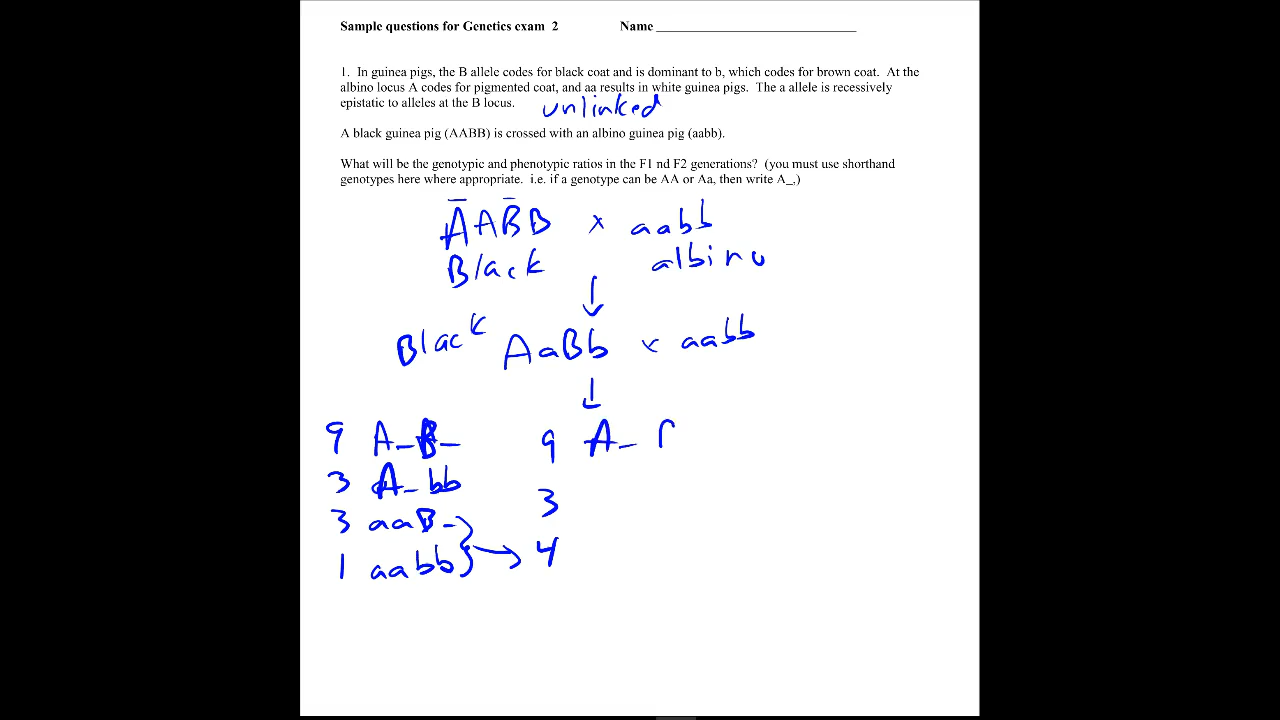 Sample questions for Genetics exam 2 Name
1. In guinea pigs, the B allele codes for black coat and is dominant to b, which codes for brown coat. At the
albino locus A codes for pigmented coat, and aa results in white guinea pigs. The a allele is recessively
epistatic to alleles at the B locus.
unlinked
A black guinea pig (AABB) is crossed with an albino guinea pig (aabb).
What will be the genotypic and phenotypic ratios in the F1 nd F2 generations? (you must use shorthand
genotypes here where appropriate. i.e. if a genotype can be AA or Aa, then write A_,)
AABB x aabb
Black albino
Black AaBb x aabb
9 A_B_ 9 A_
3 A_bb 3
3 aaB_
1 aabb 4